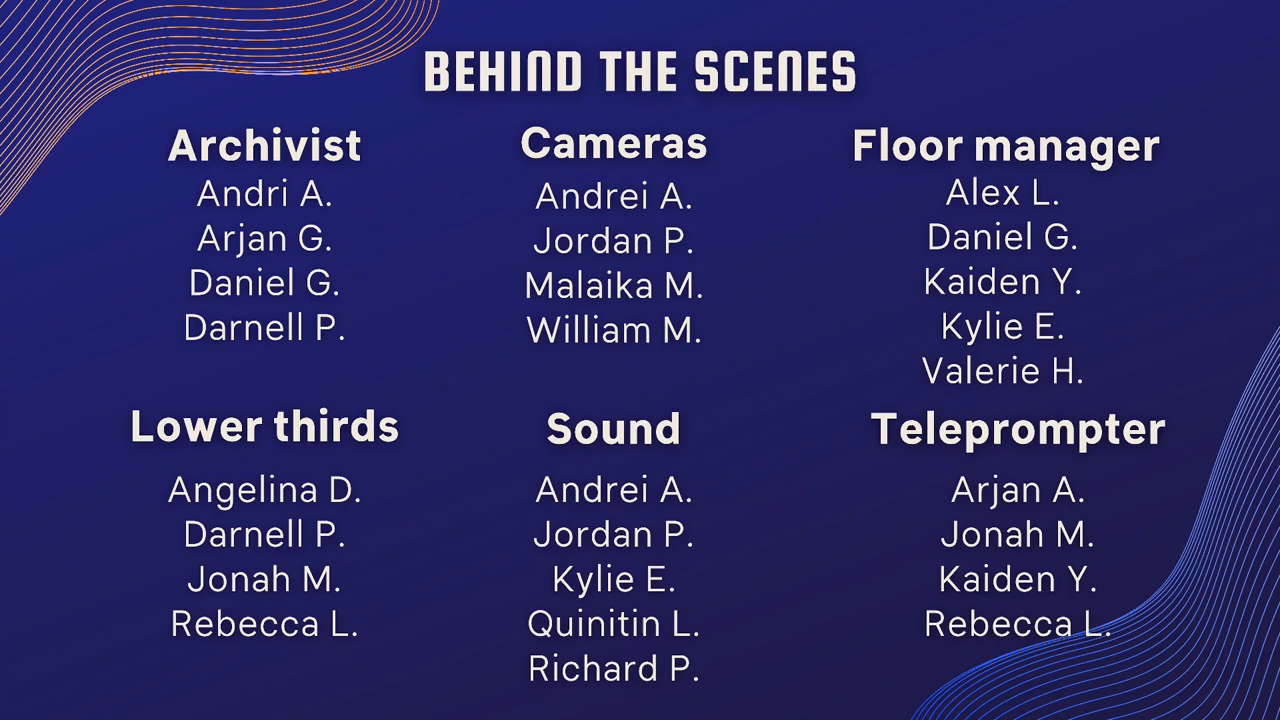 BEHIND THE SCENES
Archivist
Andri A.
Arjan G.
Daniel G.
Darnell P.
Cameras
Andrei A.
Jordan P.
Malaika M.
William M.
Floor manager
Alex L.
Daniel G.
Kaiden Y.
Kylie E.
Valerie H.
Lower thirds
Angelina D.
Darnell P.
Jonah M.
Rebecca L.
Sound
Andrei A.
Jordan P.
Kylie E.
Quinitin L.
Richard P.
Teleprompter
Arjan A.
Jonah M.
Kaiden Y.
Rebecca L.